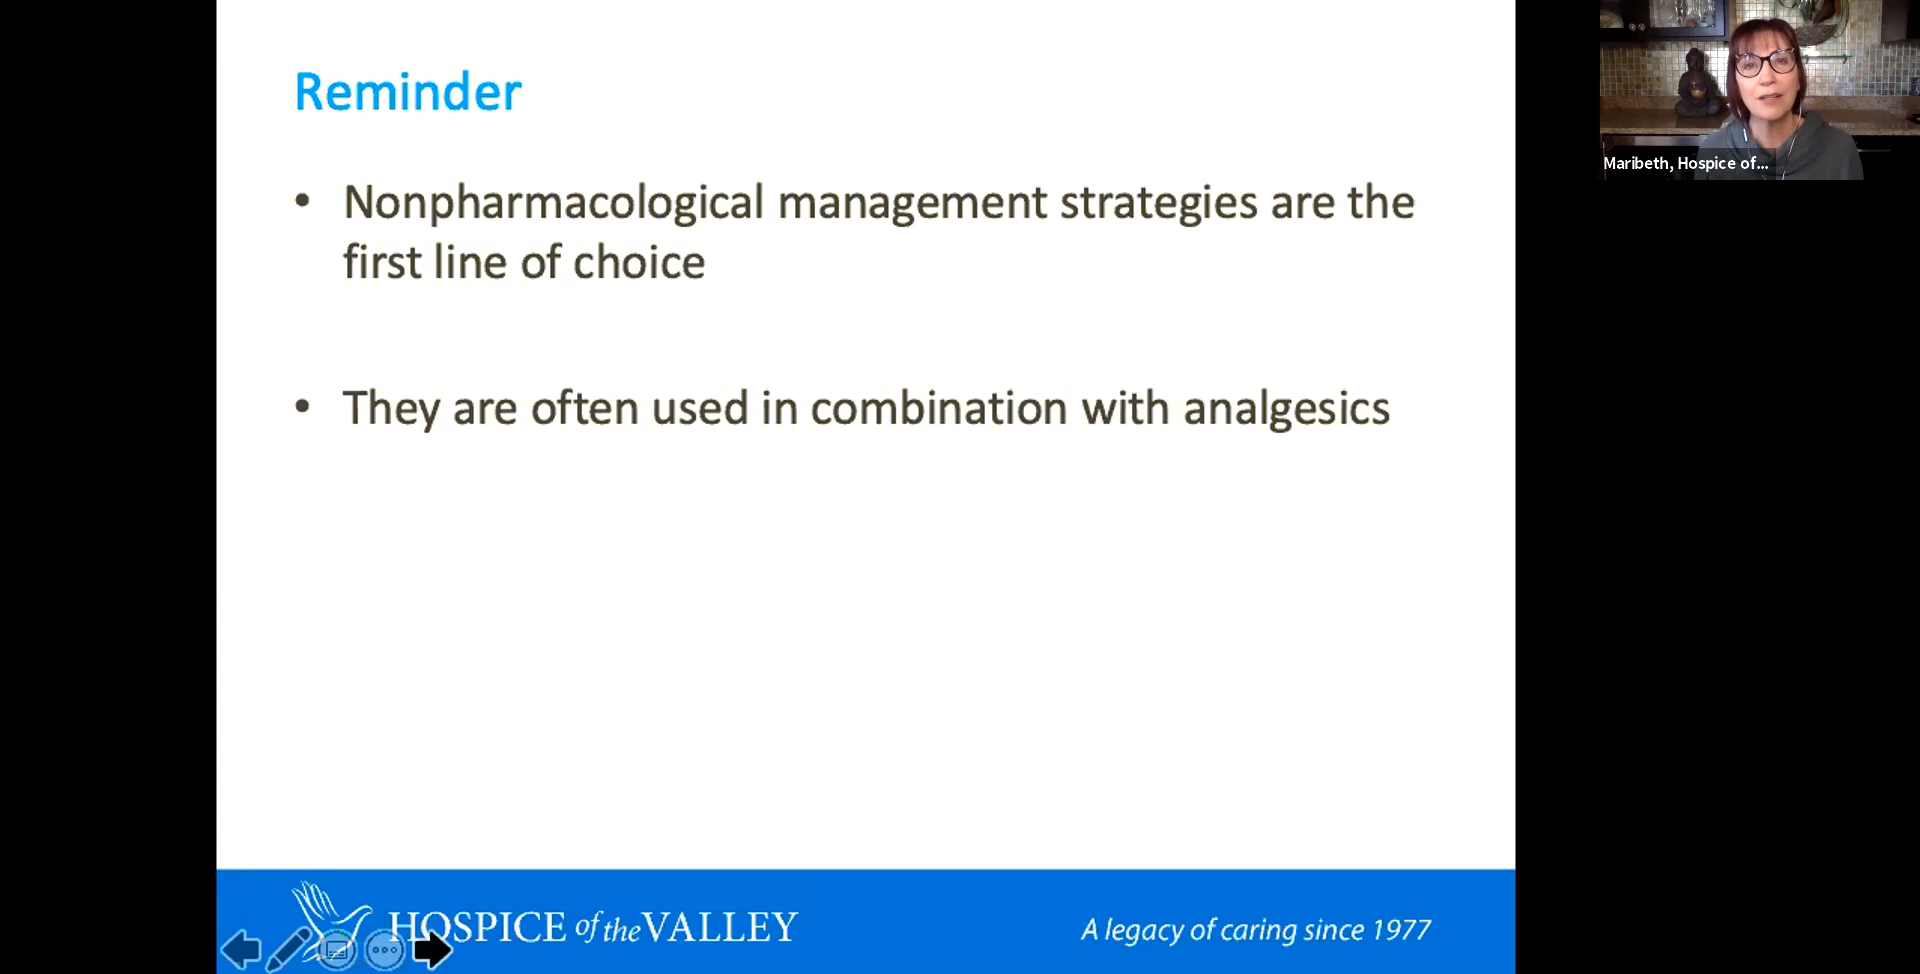 Reminder
• Nonpharmacological management strategies are the
first line of choice
• They are often used in combination with analgesics
HOSPICE of the VALLEY
A legacy of caring since 1977
Maribeth, Hospice of...